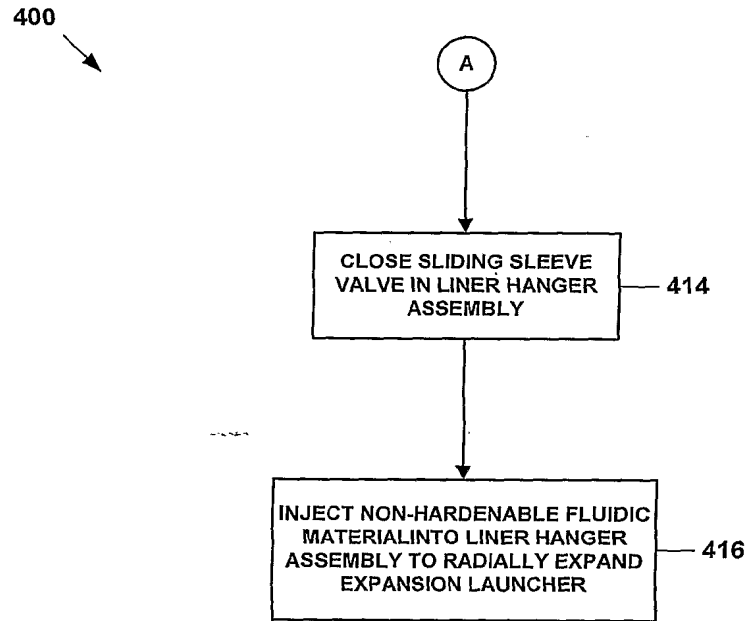 400
A
CLOSE SLIDING SLEEVE
VALVE IN LINER HANGER
ASSEMBLY
414
INJECT NON-HARDENABLE FLUIDIC
MATERIALINTO LINER HANGER
ASSEMBLY TO RADIALLY EXPAND
EXPANSION LAUNCHER
416